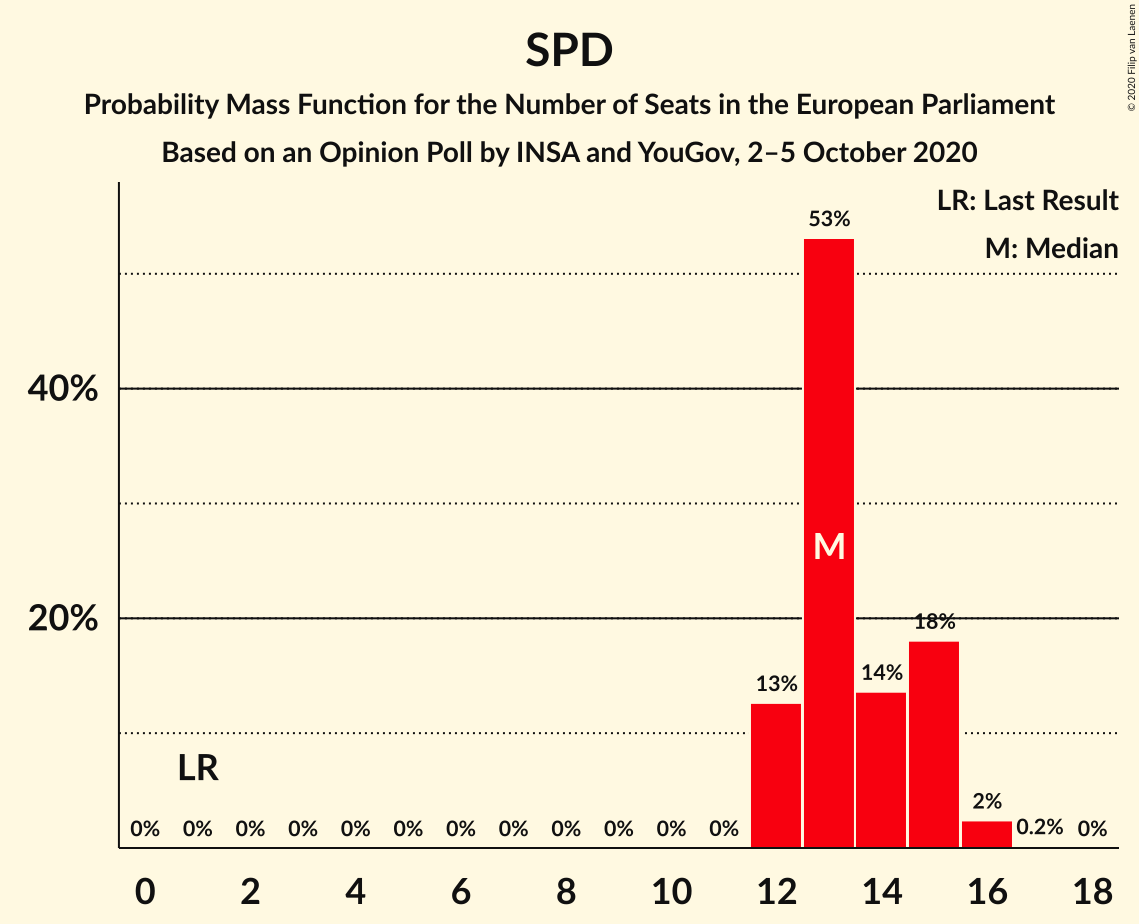 SPD
Probability Mass Function for the Number of Seats in the European Parliament
Based on an Opinion Poll by INSA and YouGov, 2–5 October 2020
© 2020 Filip van Laenen
LR: Last Result
M: Median
53%
40%
M
20%
18%
14%
13%
LR
2%
0% 0% 0% 0% 0% 0% 0% 0% 0% 0% 0% 0% 0.2% 0%
0 2 4 6 8 10 12 14 16 18